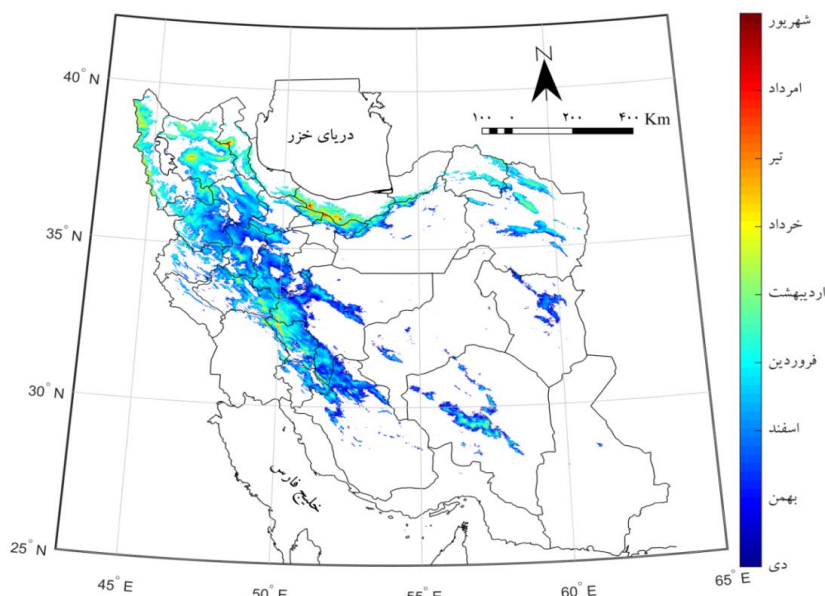 شهریور
امرداد
تیر
خرداد
اردیبهشت
فروردین
اسفند
بهمن
دی
N
۱۰۰ ۰ ۲۰۰ ۴۰۰ Km
دریای خزر
خلیج فارس
40° N
35° N
30° N
25° N
45° E
50° E
55° E
60° E
65° E